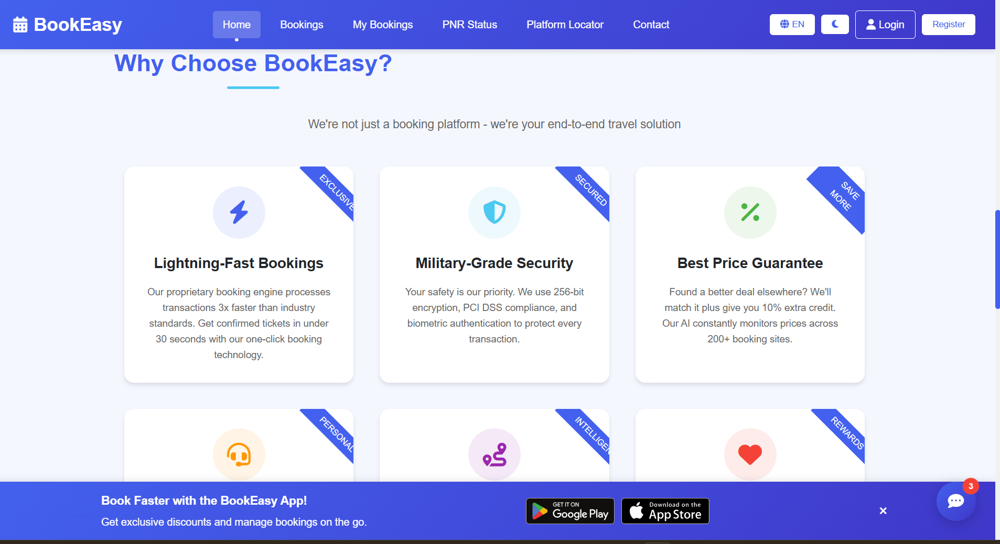 BookEasy
Home
Bookings
My Bookings
PNR Status
Platform Locator
Contact
EN
Login
Register
Why Choose BookEasy?
We're not just a booking platform - we're your end-to-end travel solution
EXCLUSIVE
Lightning-Fast Bookings
Our proprietary booking engine processes
transactions 3x faster than industry
standards. Get confirmed tickets in under
30 seconds with our one-click booking
technology.
SECURED
Military-Grade Security
Your safety is our priority. We use 256-bit
encryption, PCI DSS compliance, and
biometric authentication to protect every
transaction.
SAVE
MORE
Best Price Guarantee
Found a better deal elsewhere? We'll
match it plus give you 10% extra credit.
Our AI constantly monitors prices across
200+ booking sites.
PERSONAL
INTELLIGEN
REWARDS
Book Faster with the BookEasy App!
Get exclusive discounts and manage bookings on the go.
GET IT ON
Google Play
Download on the
App Store
3